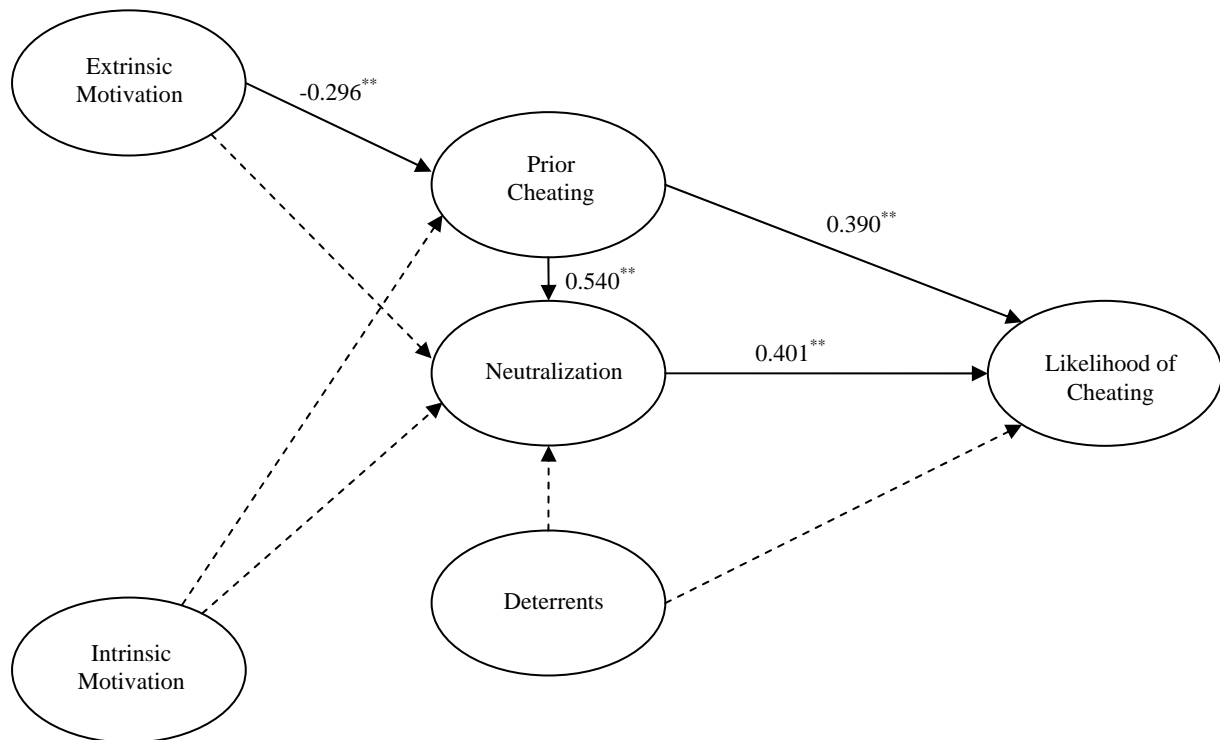 Extrinsic
Motivation
-0.296**
Prior
Cheating
0.390**
0.540**
Neutralization
0.401**
Likelihood of
Cheating
Deterrents
Intrinsic
Motivation